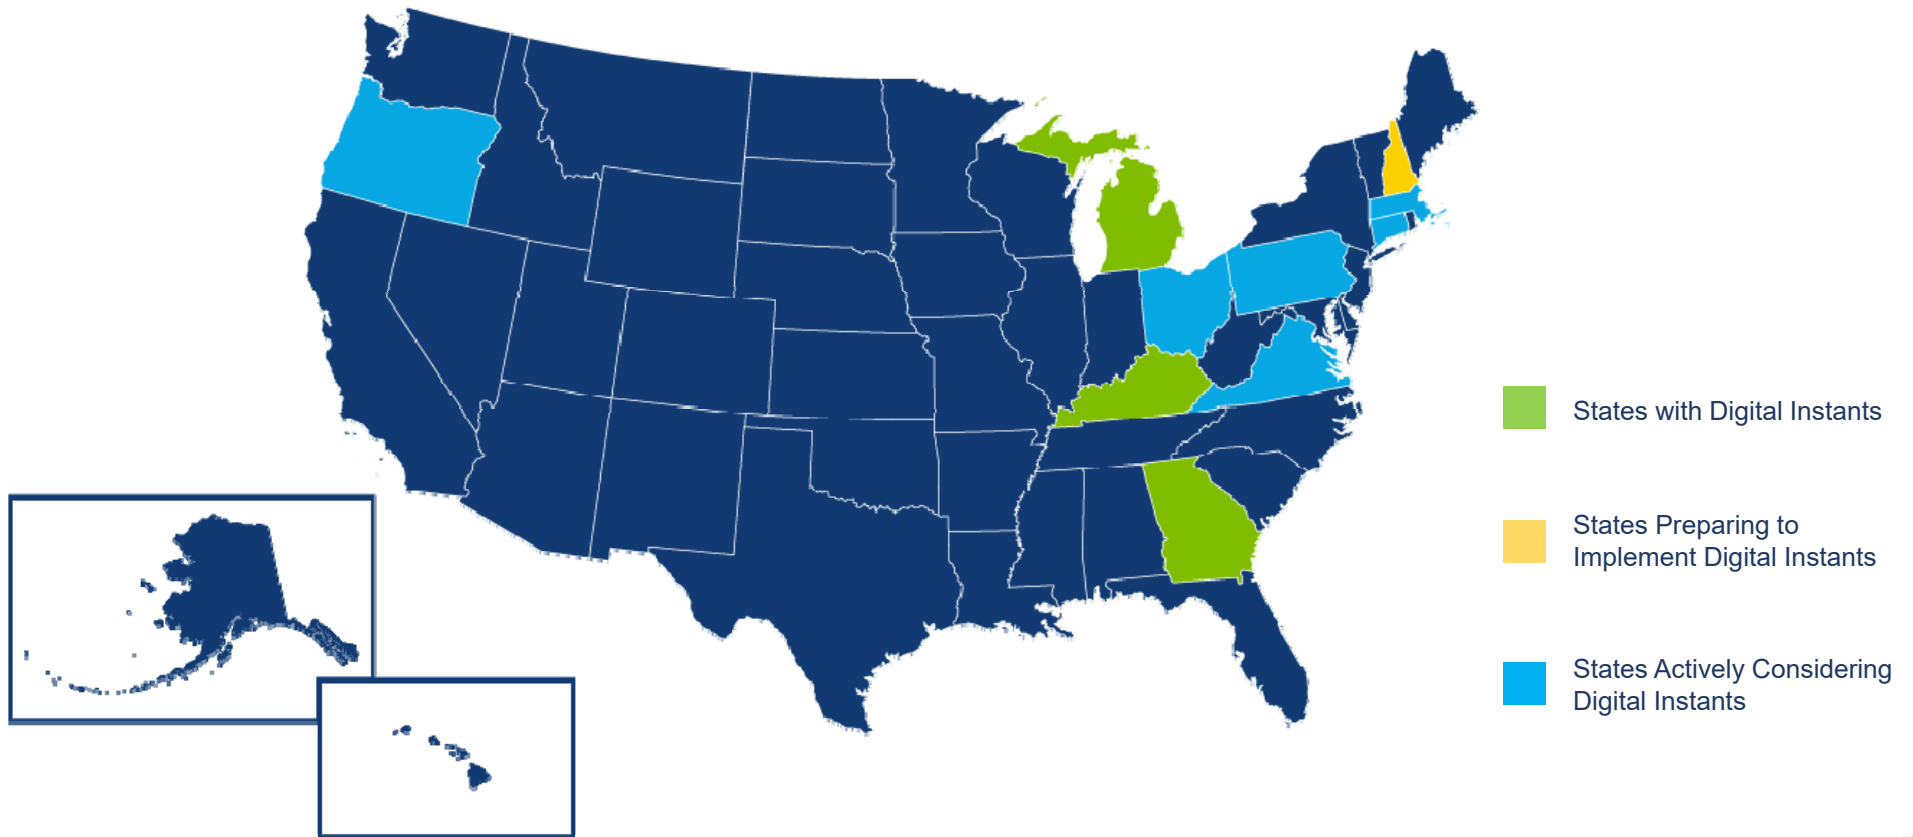 States with Digital Instants
States Preparing to
Implement Digital Instants
States Actively Considering
Digital Instants